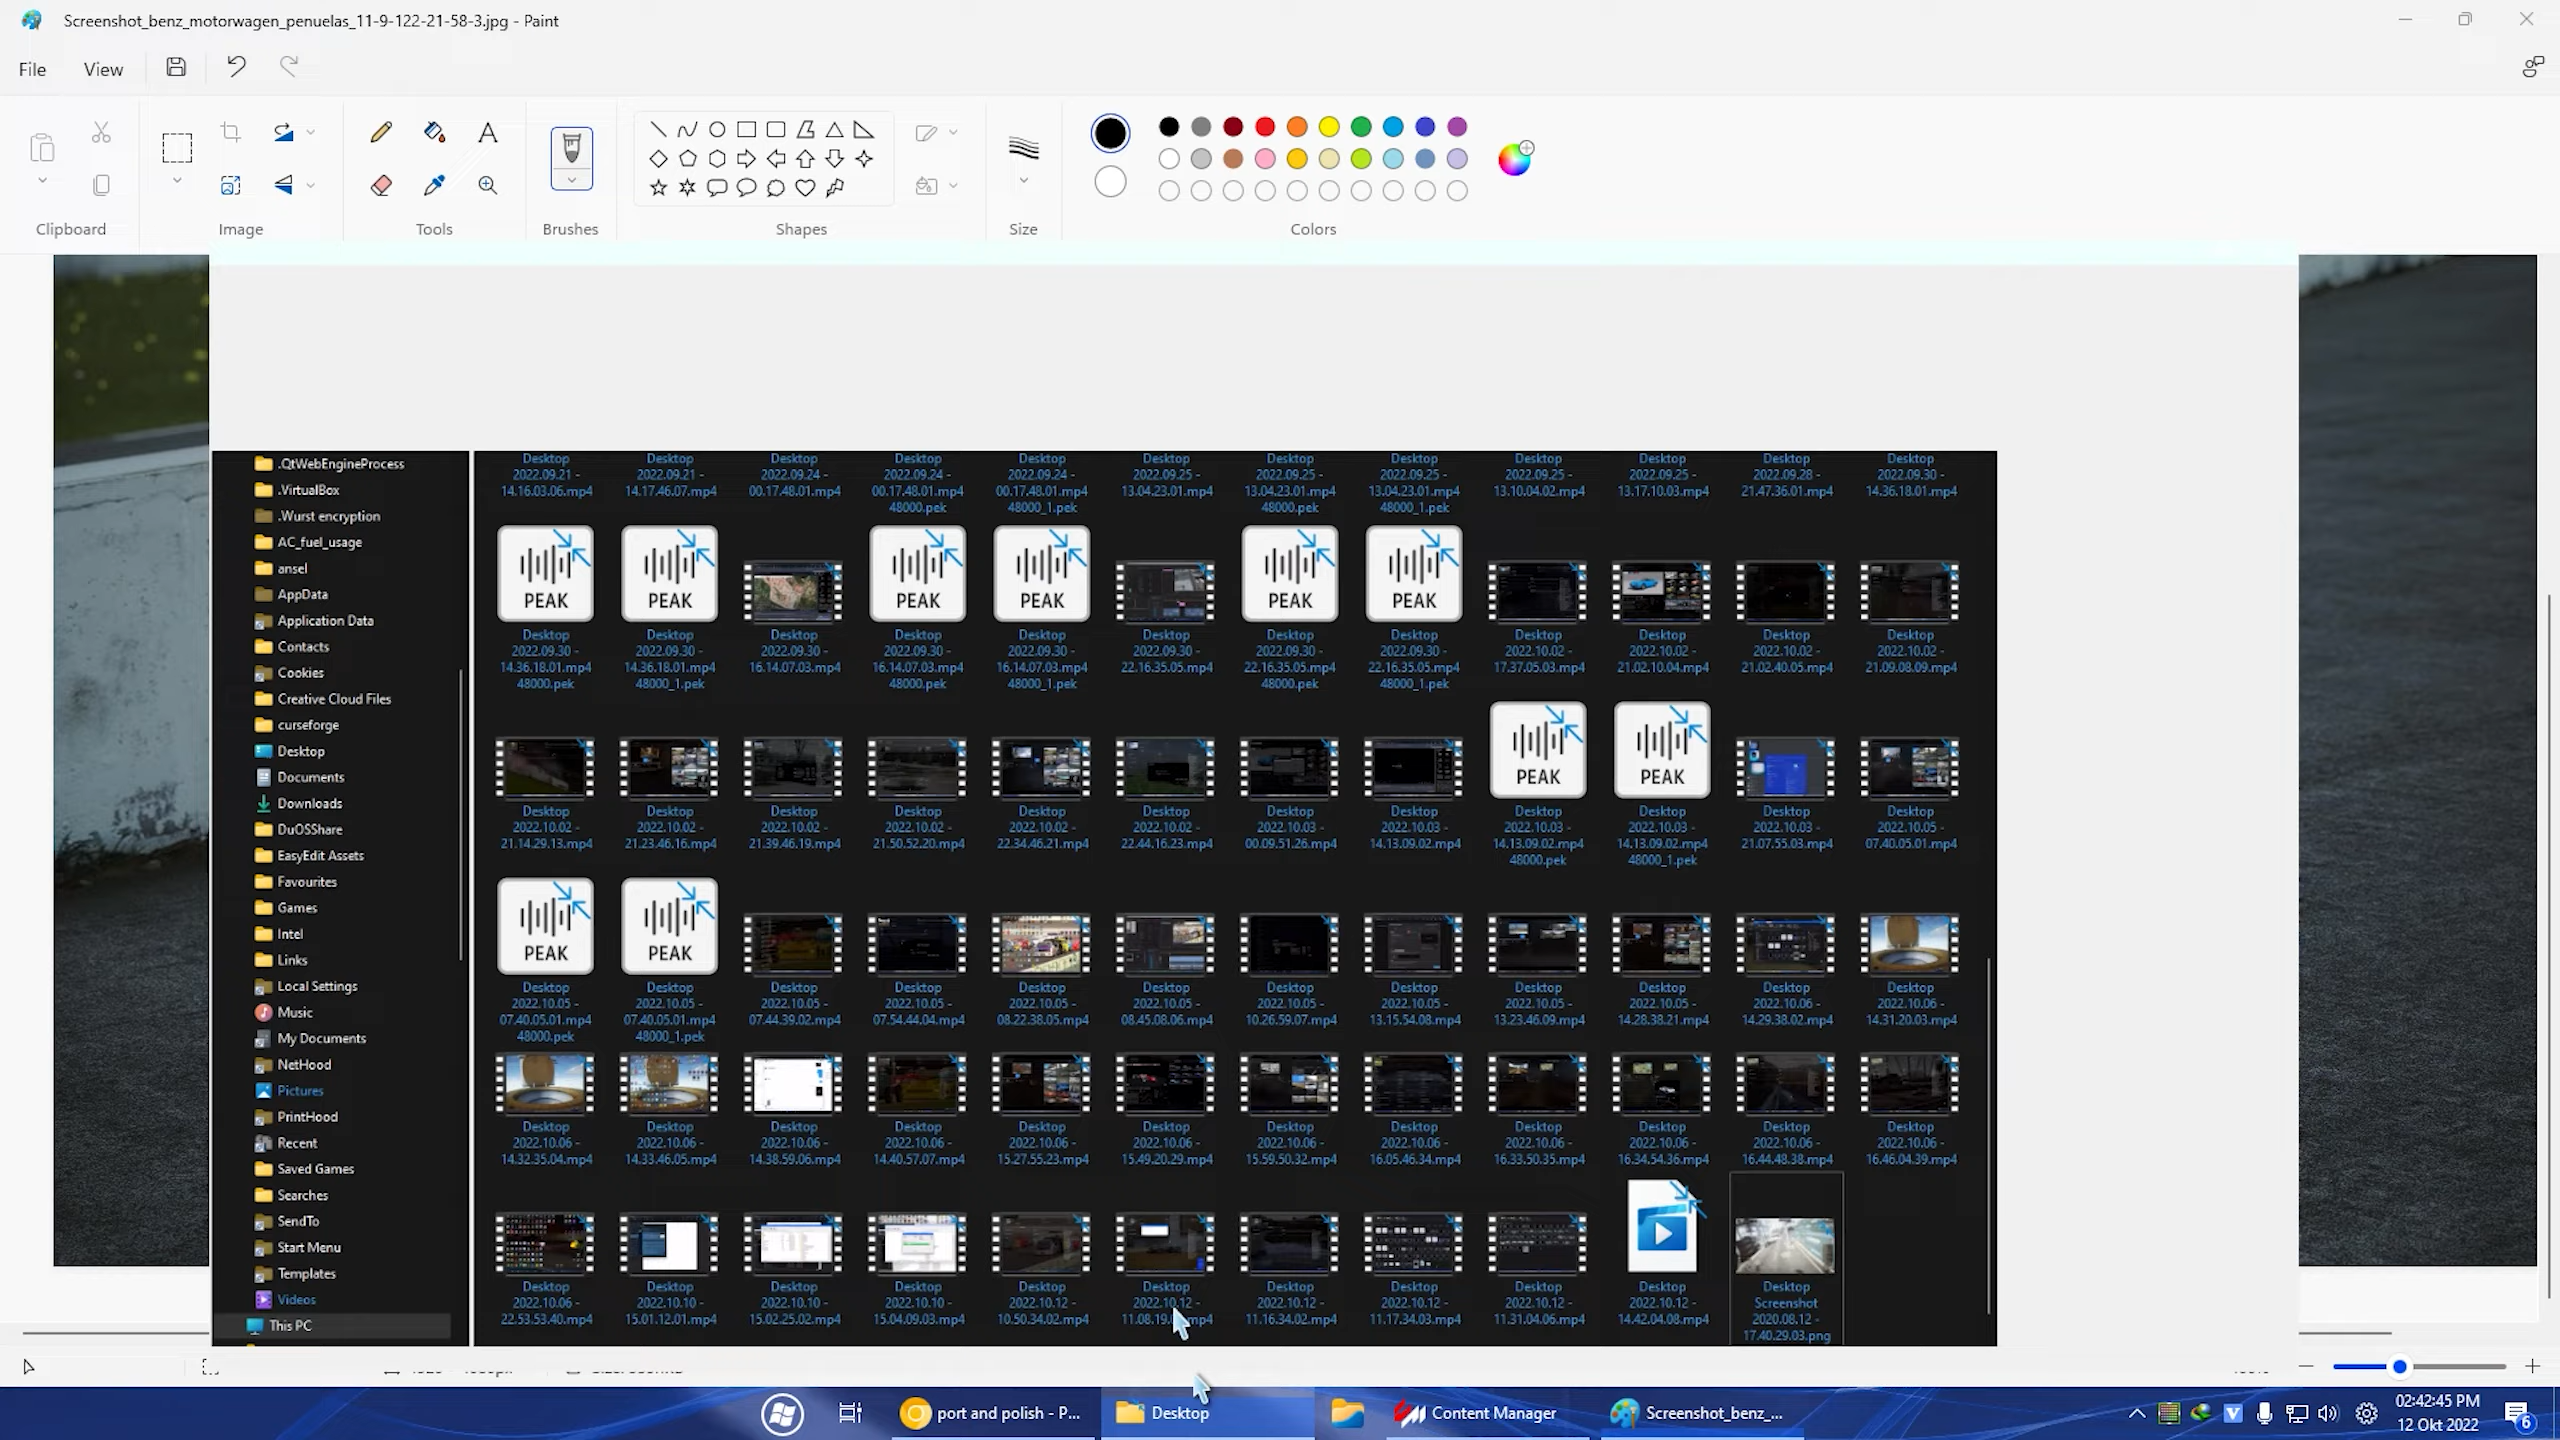 Screenshot_benz_motorwagen_penuelas_11-9-122-21-58-3.jpg - Paint
File View
Clipboard Image Tools Brushes Shapes Size Colors
.QtWebEngineProcess
.VirtualBox
.Wurst encryption
AC_fuel_usage
ansel
AppData
Application Data
Contacts
Cookies
Creative Cloud Files
curseforge
Desktop
Documents
Downloads
DuOSShare
EasyEdit Assets
Favourites
Games
Intel
Links
Local Settings
Music
My Documents
NetHood
Pictures
PrintHood
Recent
Saved Games
Searches
SendTo
Start Menu
Templates
Videos
This PC
Desktop Desktop Desktop Desktop Desktop Desktop Desktop Desktop Desktop Desktop Desktop Desktop
2022.09.21 - 2022.09.21 - 2022.09.24 - 2022.09.24 - 2022.09.24 - 2022.09.25 - 2022.09.25 - 2022.09.25 - 2022.09.25 - 2022.09.25 - 2022.09.28 - 2022.09.30 -
14.16.03.06.mp4 14.17.46.07.mp4 00.17.48.01.mp4 00.17.48.01.mp4 00.17.48.01.mp4 13.04.23.01.mp4 13.04.23.01.mp4 13.04.23.01.mp4 13.10.04.02.mp4 13.17.10.03.mp4 21.47.36.01.mp4 14.36.18.01.mp4
48000.pek 48000_1.pek 48000.pek 48000_1.pek
PEAK PEAK PEAK PEAK PEAK PEAK
Desktop Desktop Desktop Desktop Desktop Desktop Desktop Desktop Desktop Desktop Desktop Desktop
2022.09.30 - 2022.09.30 - 2022.09.30 - 2022.09.30 - 2022.09.30 - 2022.09.30 - 2022.09.30 - 2022.09.30 - 2022.10.02 - 2022.10.02 - 2022.10.02 - 2022.10.02 -
14.36.18.01.mp4 14.36.18.01.mp4 16.14.07.03.mp4 16.14.07.03.mp4 16.14.07.03.mp4 22.16.35.05.mp4 22.16.35.05.mp4 22.16.35.05.mp4 17.37.05.03.mp4 21.02.10.04.mp4 21.02.40.05.mp4 21.09.08.09.mp4
48000.pek 48000_1.pek 48000.pek 48000_1.pek 48000.pek 48000_1.pek
PEAK PEAK
Desktop Desktop Desktop Desktop Desktop Desktop Desktop Desktop Desktop Desktop Desktop Desktop
2022.10.02 - 2022.10.02 - 2022.10.02 - 2022.10.02 - 2022.10.02 - 2022.10.02 - 2022.10.03 - 2022.10.03 - 2022.10.03 - 2022.10.03 - 2022.10.03 - 2022.10.05 -
21.14.29.13.mp4 21.23.46.16.mp4 21.39.46.19.mp4 21.50.52.20.mp4 22.34.46.21.mp4 22.44.16.23.mp4 00.09.51.26.mp4 14.13.09.02.mp4 14.13.09.02.mp4 14.13.09.02.mp4 21.07.55.03.mp4 07.40.05.01.mp4
48000.pek 48000_1.pek
PEAK PEAK
Desktop Desktop Desktop Desktop Desktop Desktop Desktop Desktop Desktop Desktop Desktop Desktop
2022.10.05 - 2022.10.05 - 2022.10.05 - 2022.10.05 - 2022.10.05 - 2022.10.05 - 2022.10.05 - 2022.10.05 - 2022.10.05 - 2022.10.05 - 2022.10.06 - 2022.10.06 -
07.40.05.01.mp4 07.40.05.01.mp4 07.44.39.02.mp4 07.54.44.04.mp4 08.22.38.05.mp4 08.45.08.06.mp4 10.26.59.07.mp4 13.15.54.08.mp4 13.23.46.09.mp4 14.28.38.21.mp4 14.29.38.02.mp4 14.31.20.03.mp4
48000.pek 48000_1.pek
Desktop Desktop Desktop Desktop Desktop Desktop Desktop Desktop Desktop Desktop Desktop Desktop
2022.10.06 - 2022.10.06 - 2022.10.06 - 2022.10.06 - 2022.10.06 - 2022.10.06 - 2022.10.06 - 2022.10.06 - 2022.10.06 - 2022.10.06 - 2022.10.06 - 2022.10.06 -
14.32.35.04.mp4 14.33.46.05.mp4 14.38.59.06.mp4 14.40.57.07.mp4 15.27.55.23.mp4 15.49.20.29.mp4 15.59.50.32.mp4 16.05.46.34.mp4 16.33.50.35.mp4 16.34.54.36.mp4 16.44.48.38.mp4 16.46.04.39.mp4
Desktop Desktop Desktop Desktop Desktop Desktop Desktop Desktop Desktop Desktop Desktop
2022.10.06 - 2022.10.10 - 2022.10.10 - 2022.10.10 - 2022.10.12 - 2022.10.12 - 2022.10.12 - 2022.10.12 - 2022.10.12 - 2022.10.12 - Screenshot
22.53.53.40.mp4 15.01.12.01.mp4 15.02.25.02.mp4 15.04.09.03.mp4 10.50.34.02.mp4 11.16.34.02.mp4 11.17.34.03.mp4 11.31.04.06.mp4 14.42.04.08.mp4 2020.08.12 -
17.40.29.03.png
port and polish - P... Desktop Content Manager Screenshot_benz_... 02:42:45 PM
12 Okt 2022 6